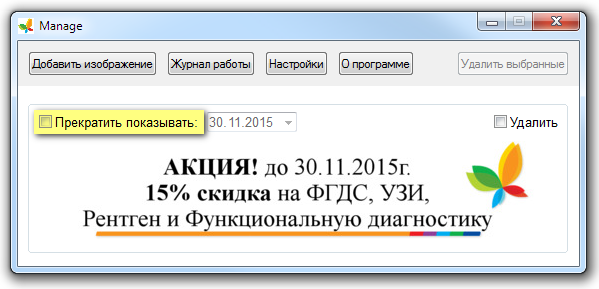 Manage
Добавить изображение Журнал работы Настройки О программе Удалить выбранные
Прекратить показывать: 30.11.2015 Удалить
АКЦИЯ! до 30.11.2015г.
15% скидка на ФГДС, УЗИ,
Рентген и Функциональную диагностику